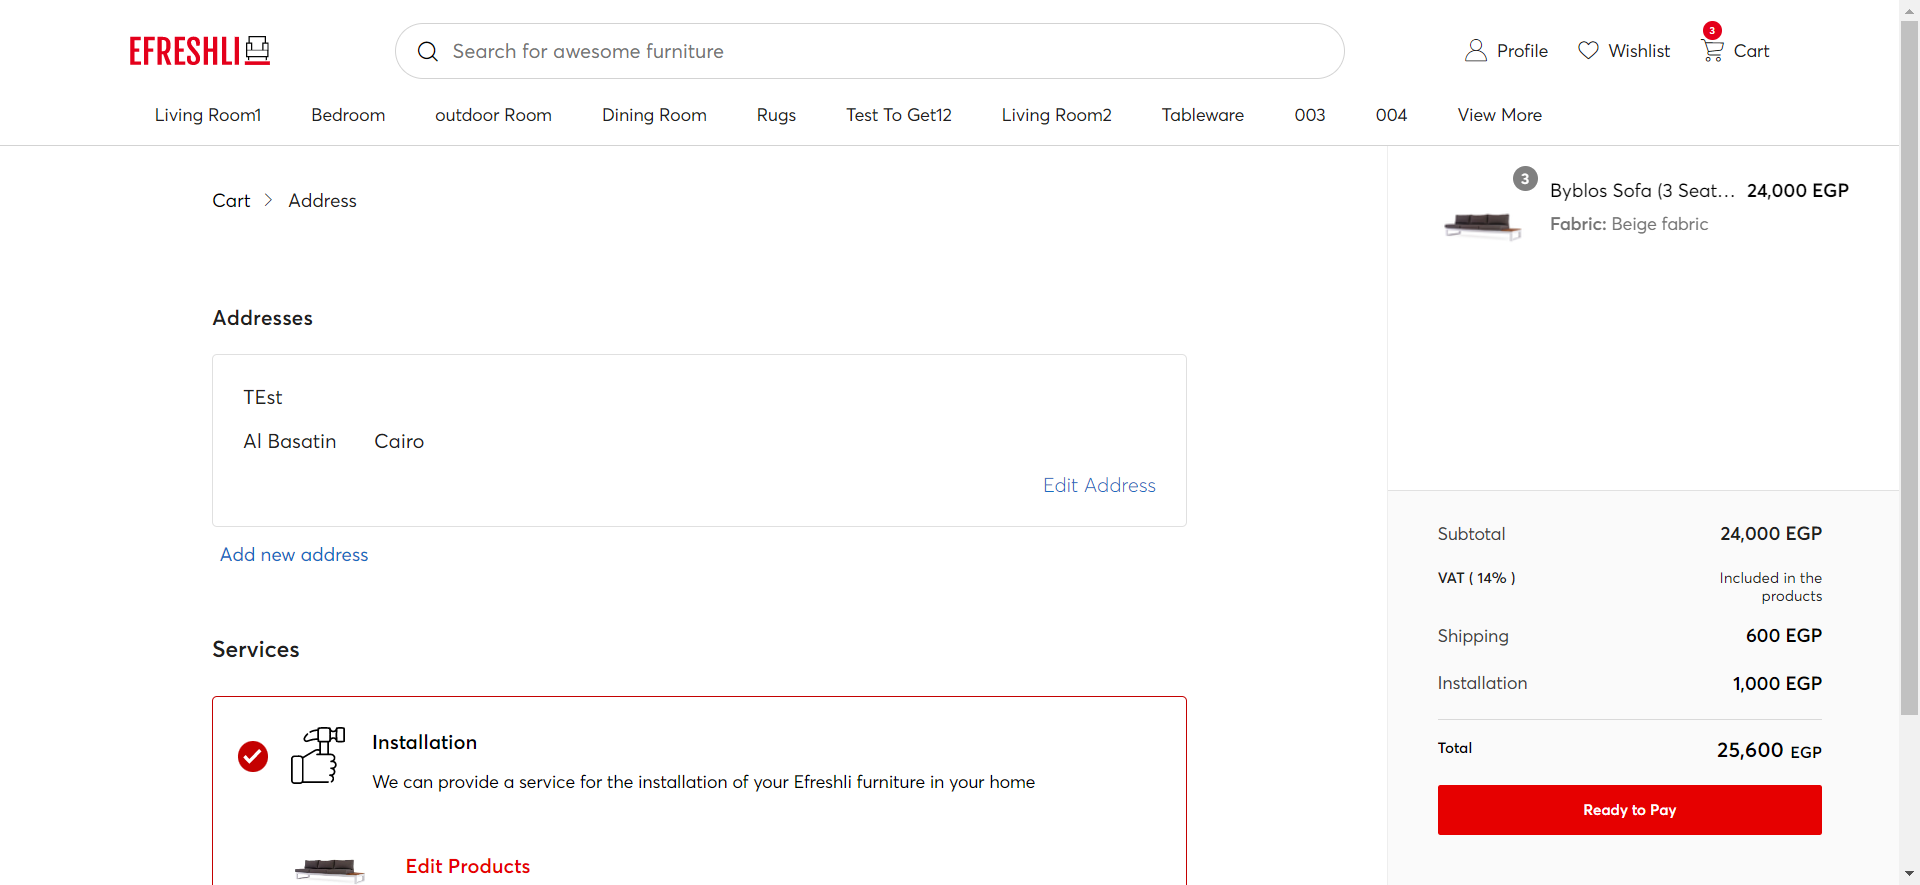 EFRESHLI
Search for awesome furniture
Profile
Wishlist
3
Cart
Living Room1
Bedroom
outdoor Room
Dining Room
Rugs
Test To Get12
Living Room2
Tableware
003
004
View More
Cart
Address
Addresses
TEst
Al Basatin Cairo
Edit Address
Add new address
Services
Installation
We can provide a service for the installation of your Efreshli furniture in your home
Edit Products
3
Byblos Sofa (3 Seat... 24,000 EGP
Fabric: Beige fabric
Subtotal 24,000 EGP
VAT ( 14% ) Included in the
products
Shipping 600 EGP
Installation 1,000 EGP
Total 25,600 EGP
Ready to Pay